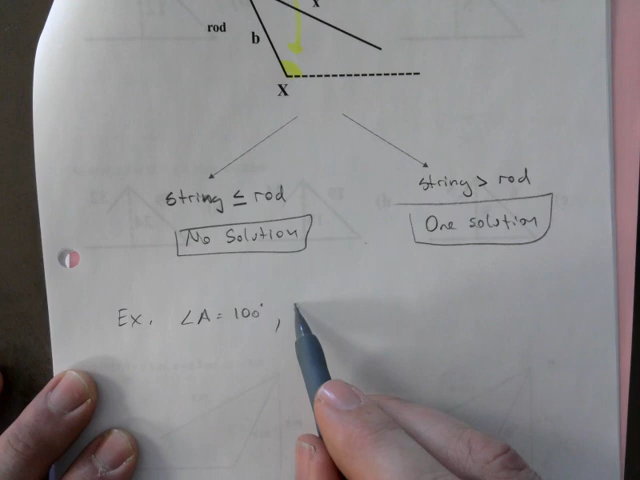 x
rod
b
X
string ≤ rod
string > rod
No Solution
One solution
Ex. ∠A = 100°,